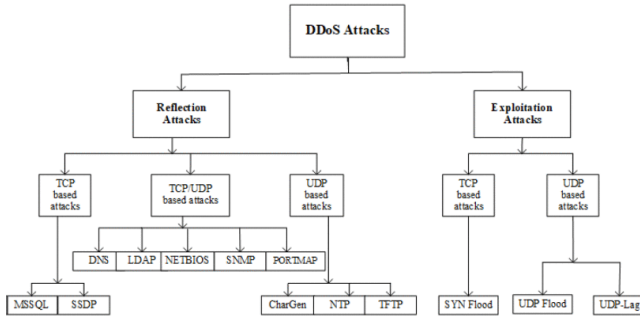 DDoS Attacks
Reflection
Attacks
Exploitation
Attacks
TCP
based
attacks
TCP/UDP
based attacks
UDP
based
attacks
TCP
based
attacks
UDP
based
attacks
DNS
LDAP
NETBIOS
SNMP
PORTMAP
MSSQL
SSDP
CharGen
NTP
TFTP
SYN Flood
UDP Flood
UDP-Lag